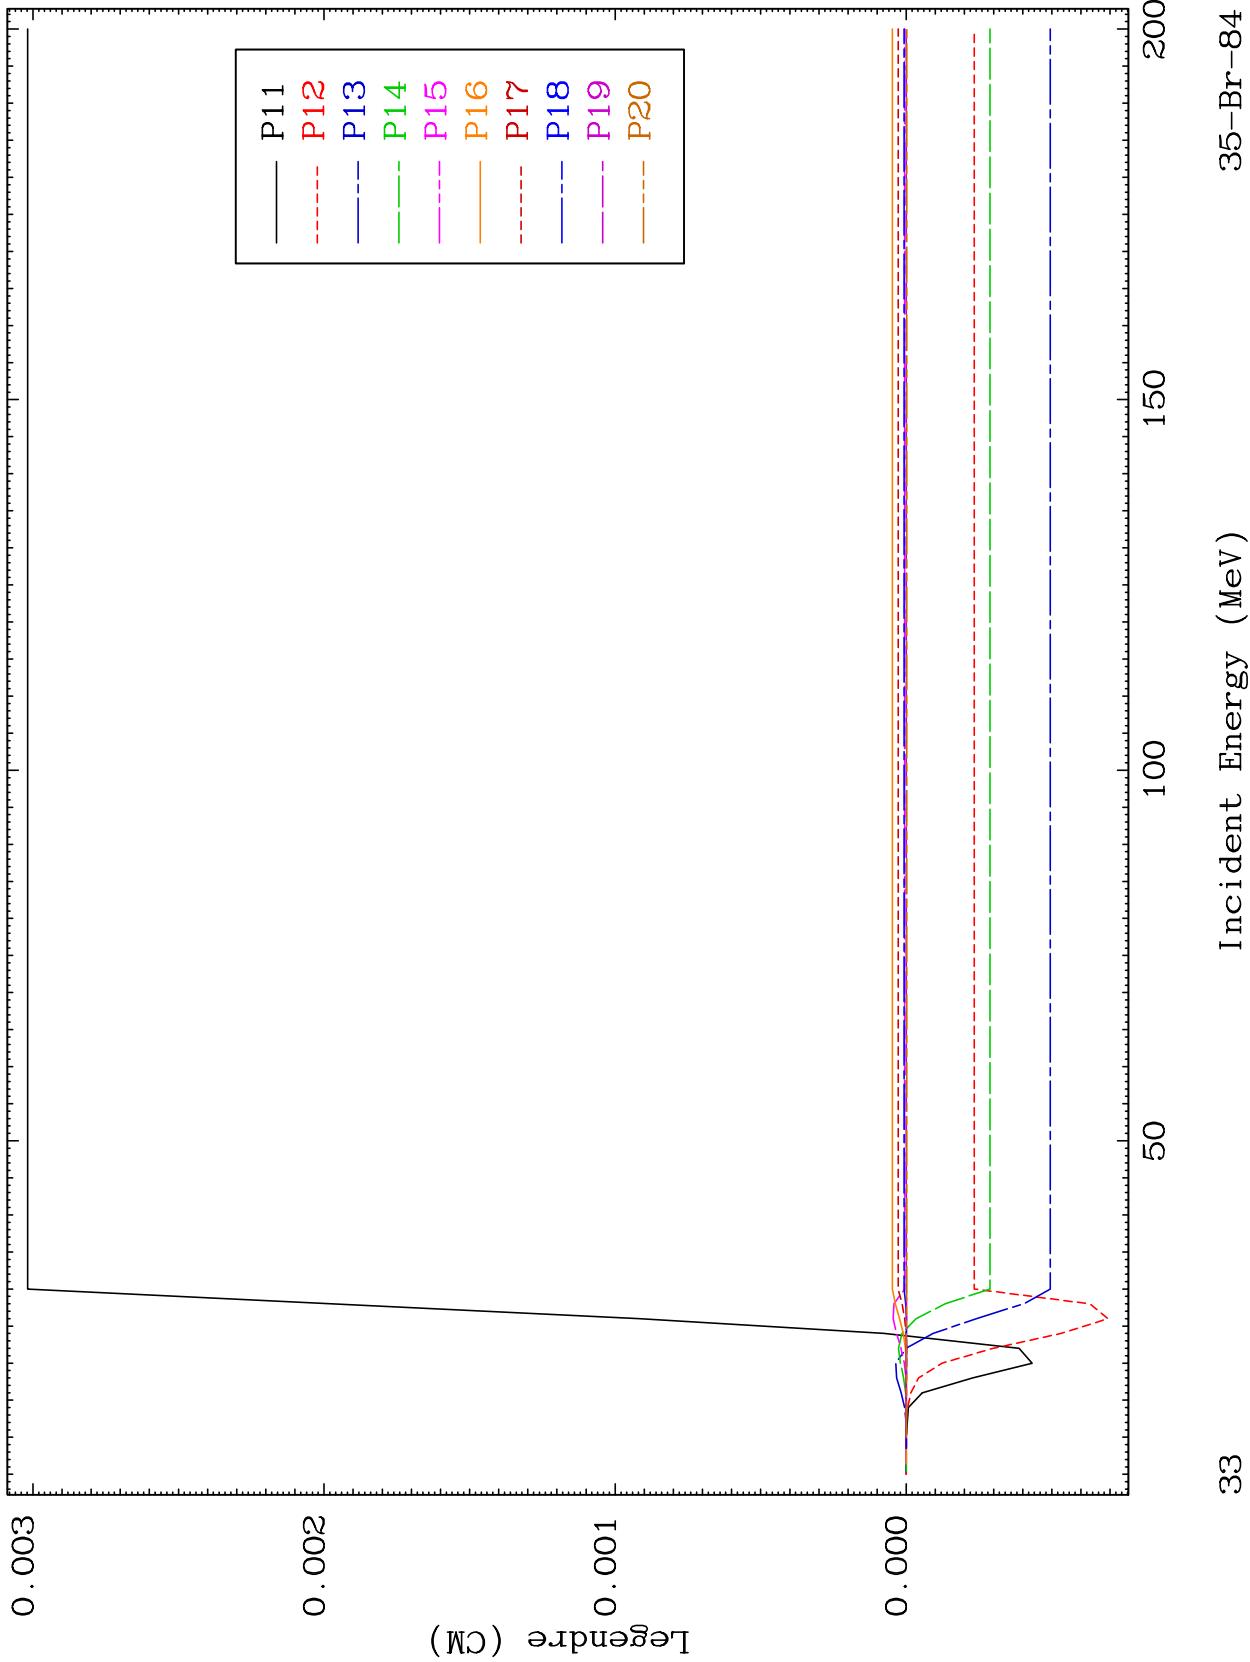 P11
P12
P13
P14
P15
P16
P17
P18
P19
P20
0.003
0.002
0.001
0.000
Legendre (CM)
50
100
150
200
Incident Energy (MeV)
33
35-Br-84